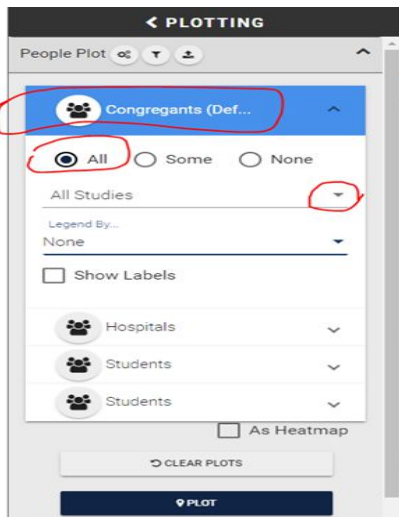 < PLOTTING
People Plot
Congregants (Def...
All Some None
All Studies
Legend By...
None
Show Labels
Hospitals
Students
Students
As Heatmap
CLEAR PLOTS
PLOT